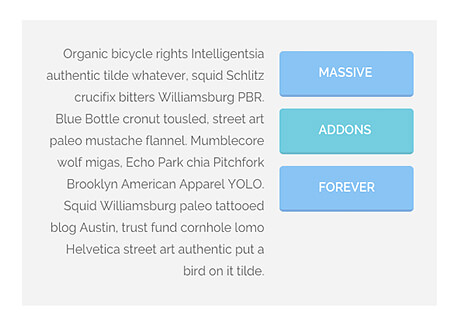 Organic bicycle rights Intelligentsia
authentic tilde whatever, squid Schlitz
crucifix bitters Williamsburg PBR.
Blue Bottle cronut tousled, street art
paleo mustache flannel. Mumblecore
wolf migas, Echo Park chia Pitchfork
Brooklyn American Apparel YOLO.
Squid Williamsburg paleo tattooed
blog Austin, trust fund cornhole lomo
Helvetica street art authentic put a
bird on it tilde.
MASSIVE
ADDONS
FOREVER